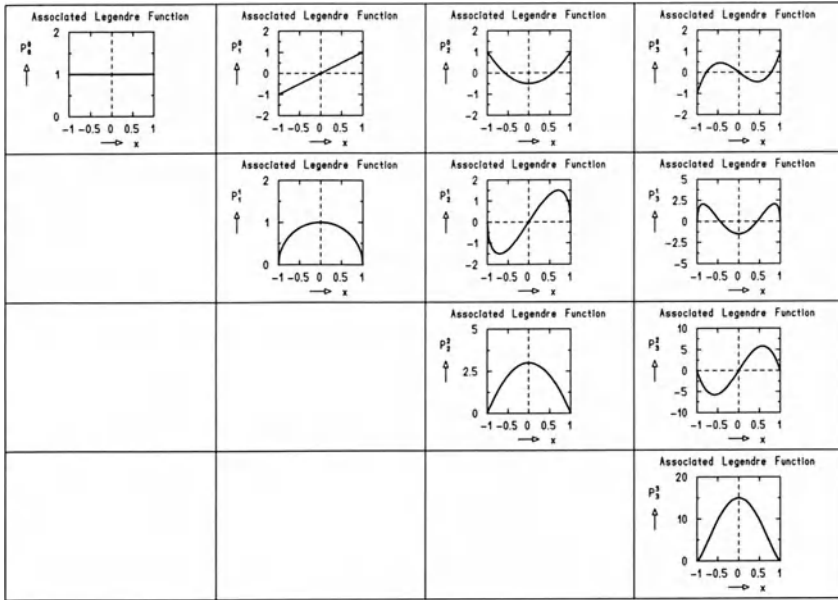 Associated Legendre Function
P⁰₀
2
1
0
-1 -0.5 0 0.5 1
x
Associated Legendre Function
P⁰₁
2
1
0
-1
-2
-1 -0.5 0 0.5 1
x
Associated Legendre Function
P⁰₂
2
1
0
-1
-2
-1 -0.5 0 0.5 1
x
Associated Legendre Function
P⁰₃
2
1
0
-1
-2
-1 -0.5 0 0.5 1
x
Associated Legendre Function
P¹₁
2
1
0
-1 -0.5 0 0.5 1
x
Associated Legendre Function
P¹₂
2
1
0
-1
-2
-1 -0.5 0 0.5 1
x
Associated Legendre Function
P¹₃
5
2.5
0
-2.5
-5
-1 -0.5 0 0.5 1
x
Associated Legendre Function
P²₂
5
2.5
0
-1 -0.5 0 0.5 1
x
Associated Legendre Function
P²₃
10
5
0
-5
-10
-1 -0.5 0 0.5 1
x
Associated Legendre Function
P³₃
20
10
0
-1 -0.5 0 0.5 1
x